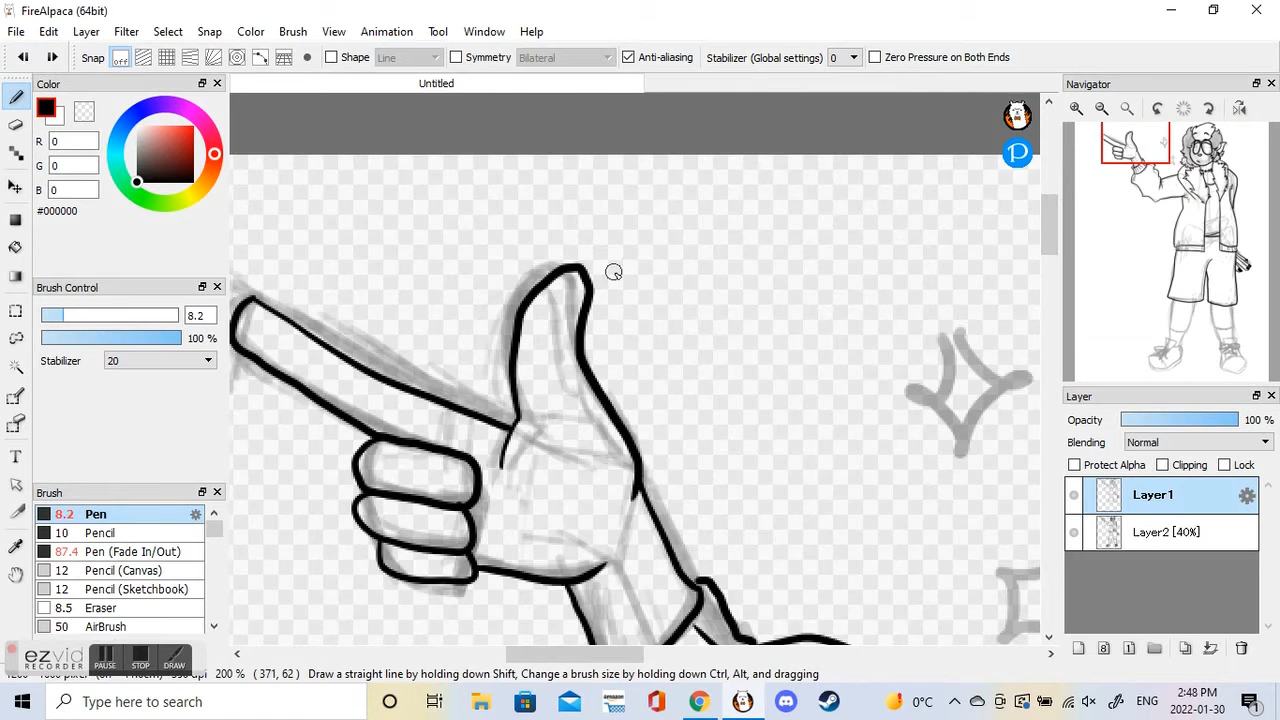 FireAlpaca (64bit)
File Edit Layer Filter Select Snap Color Brush View Animation Tool Window Help
Snap off Shape Line Symmetry Bilateral Anti-aliasing Stabilizer (Global settings) 0 Zero Pressure on Both Ends
Color
Untitled
Navigator
R 0
G 0
B 0
#000000
Brush Control
8.2
100 %
Stabilizer 20
Layer
Opacity 100 %
Blending Normal
Protect Alpha Clipping Lock
Layer1
Layer2 [40%]
Brush
8.2 Pen
10 Pencil
87.4 Pen (Fade In/Out)
12 Pencil (Canvas)
12 Pencil (Sketchbook)
8.5 Eraser
50 AirBrush
ezvid
RECORDER
PAUSE STOP DRAW
200 % (371, 62) Draw a straight line by holding down Shift, Change a brush size by holding down Ctrl, Alt, and dragging
Type here to search
0°C
ENG
2:48 PM
2022-01-30